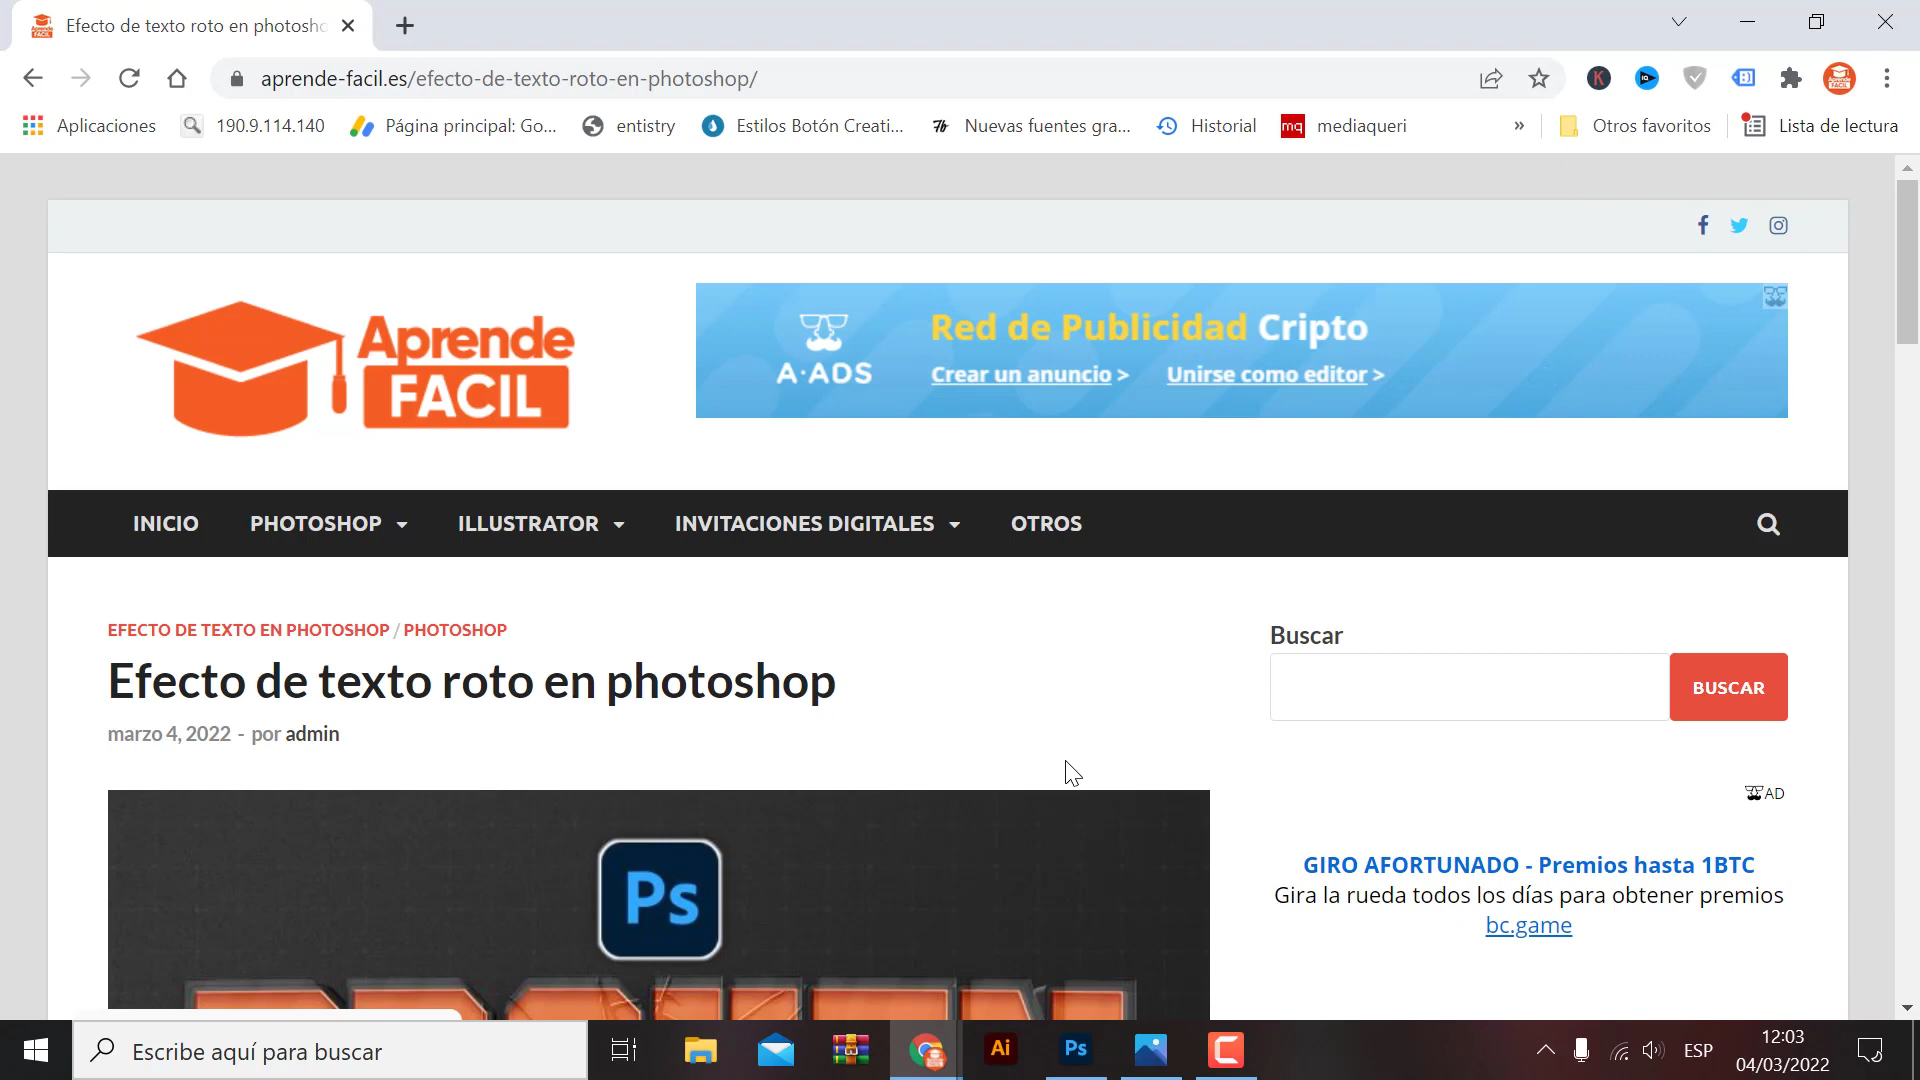 Efecto de texto roto en photosho
aprende-facil.es/efecto-de-texto-roto-en-photoshop/
Aplicaciones
190.9.114.140
Página principal: Go...
entistry
Estilos Botón Creati...
Nuevas fuentes gra...
Historial
mq mediaqueri
»
Otros favoritos
Lista de lectura
Aprende
FACIL
A-ADS
Red de Publicidad Cripto
Crear un anuncio >
Unirse como editor >
INICIO
PHOTOSHOP
ILLUSTRATOR
INVITACIONES DIGITALES
OTROS
EFECTO DE TEXTO EN PHOTOSHOP / PHOTOSHOP
Efecto de texto roto en photoshop
marzo 4, 2022 - por admin
Ps
Buscar
BUSCAR
AD
GIRO AFORTUNADO - Premios hasta 1BTC
Gira la rueda todos los días para obtener premios
bc.game
Escribe aquí para buscar
Ai
Ps
ESP
12:03
04/03/2022